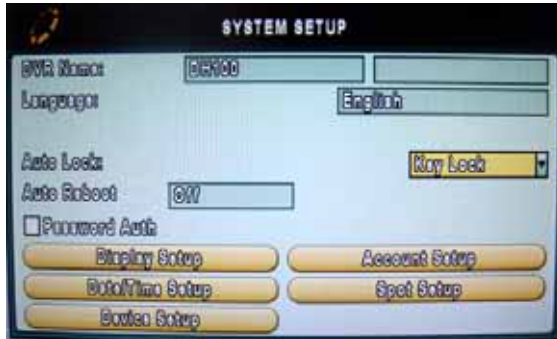 SYSTEM SETUP
DVR Name: DH100
Language: English
Auto Lock: Key Lock
Auto Reboot Off
Password Auth
Display Setup Account Setup
Date/Time Setup Spot Setup
Device Setup